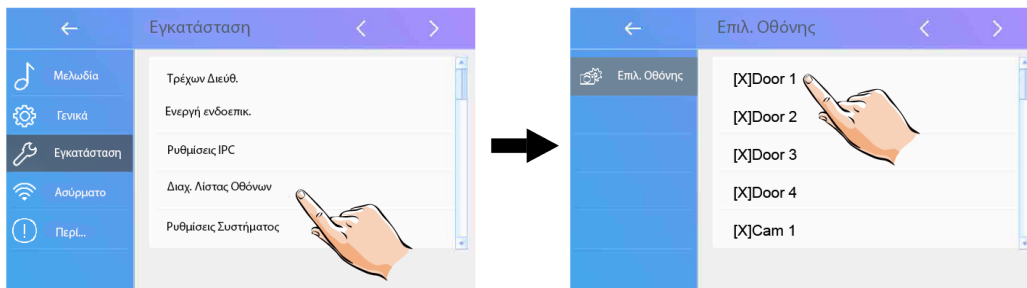 Εγκατάσταση
Μελωδία
Γενικά
Εγκατάσταση
Ασύρματο
Περί...
Τρέχων Διεύθ.
Ενεργή ενδοεπικ.
Ρυθμίσεις IPC
Διαχ. Λίστας Οθόνων
Ρυθμίσεις Συστήματος
Επιλ. Οθόνης
Επιλ. Οθόνης
[X]Door 1
[X]Door 2
[X]Door 3
[X]Door 4
[X]Cam 1